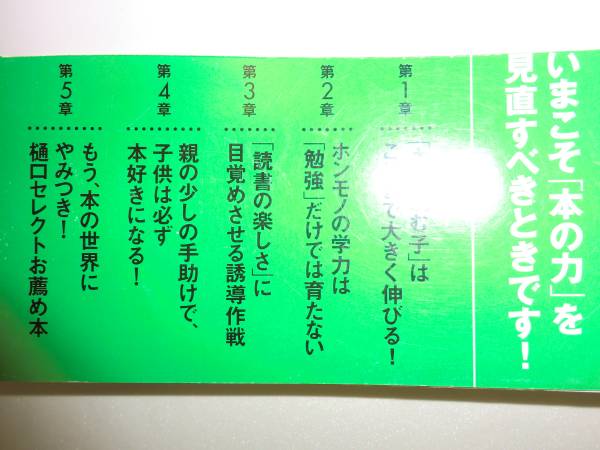 いまこそ「本の力」を
見直すべきときです！
第1章
む子」は
て大きく伸びる！
第2章
ホンモノの学力は
「勉強」だけでは育たない
第3章
「読書の楽しさ」に
目覚めさせる誘導作戦
第4章
親の少しの手助けで、
子供は必ず
本好きになる！
第5章
もう、本の世界に
やみつき！
樋口セレクトお薦め本